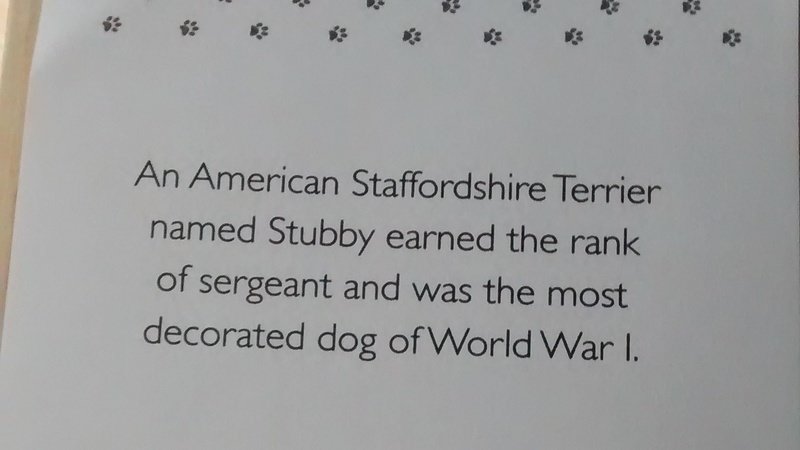 An American Staffordshire Terrier
named Stubby earned the rank
of sergeant and was the most
decorated dog of World War I.